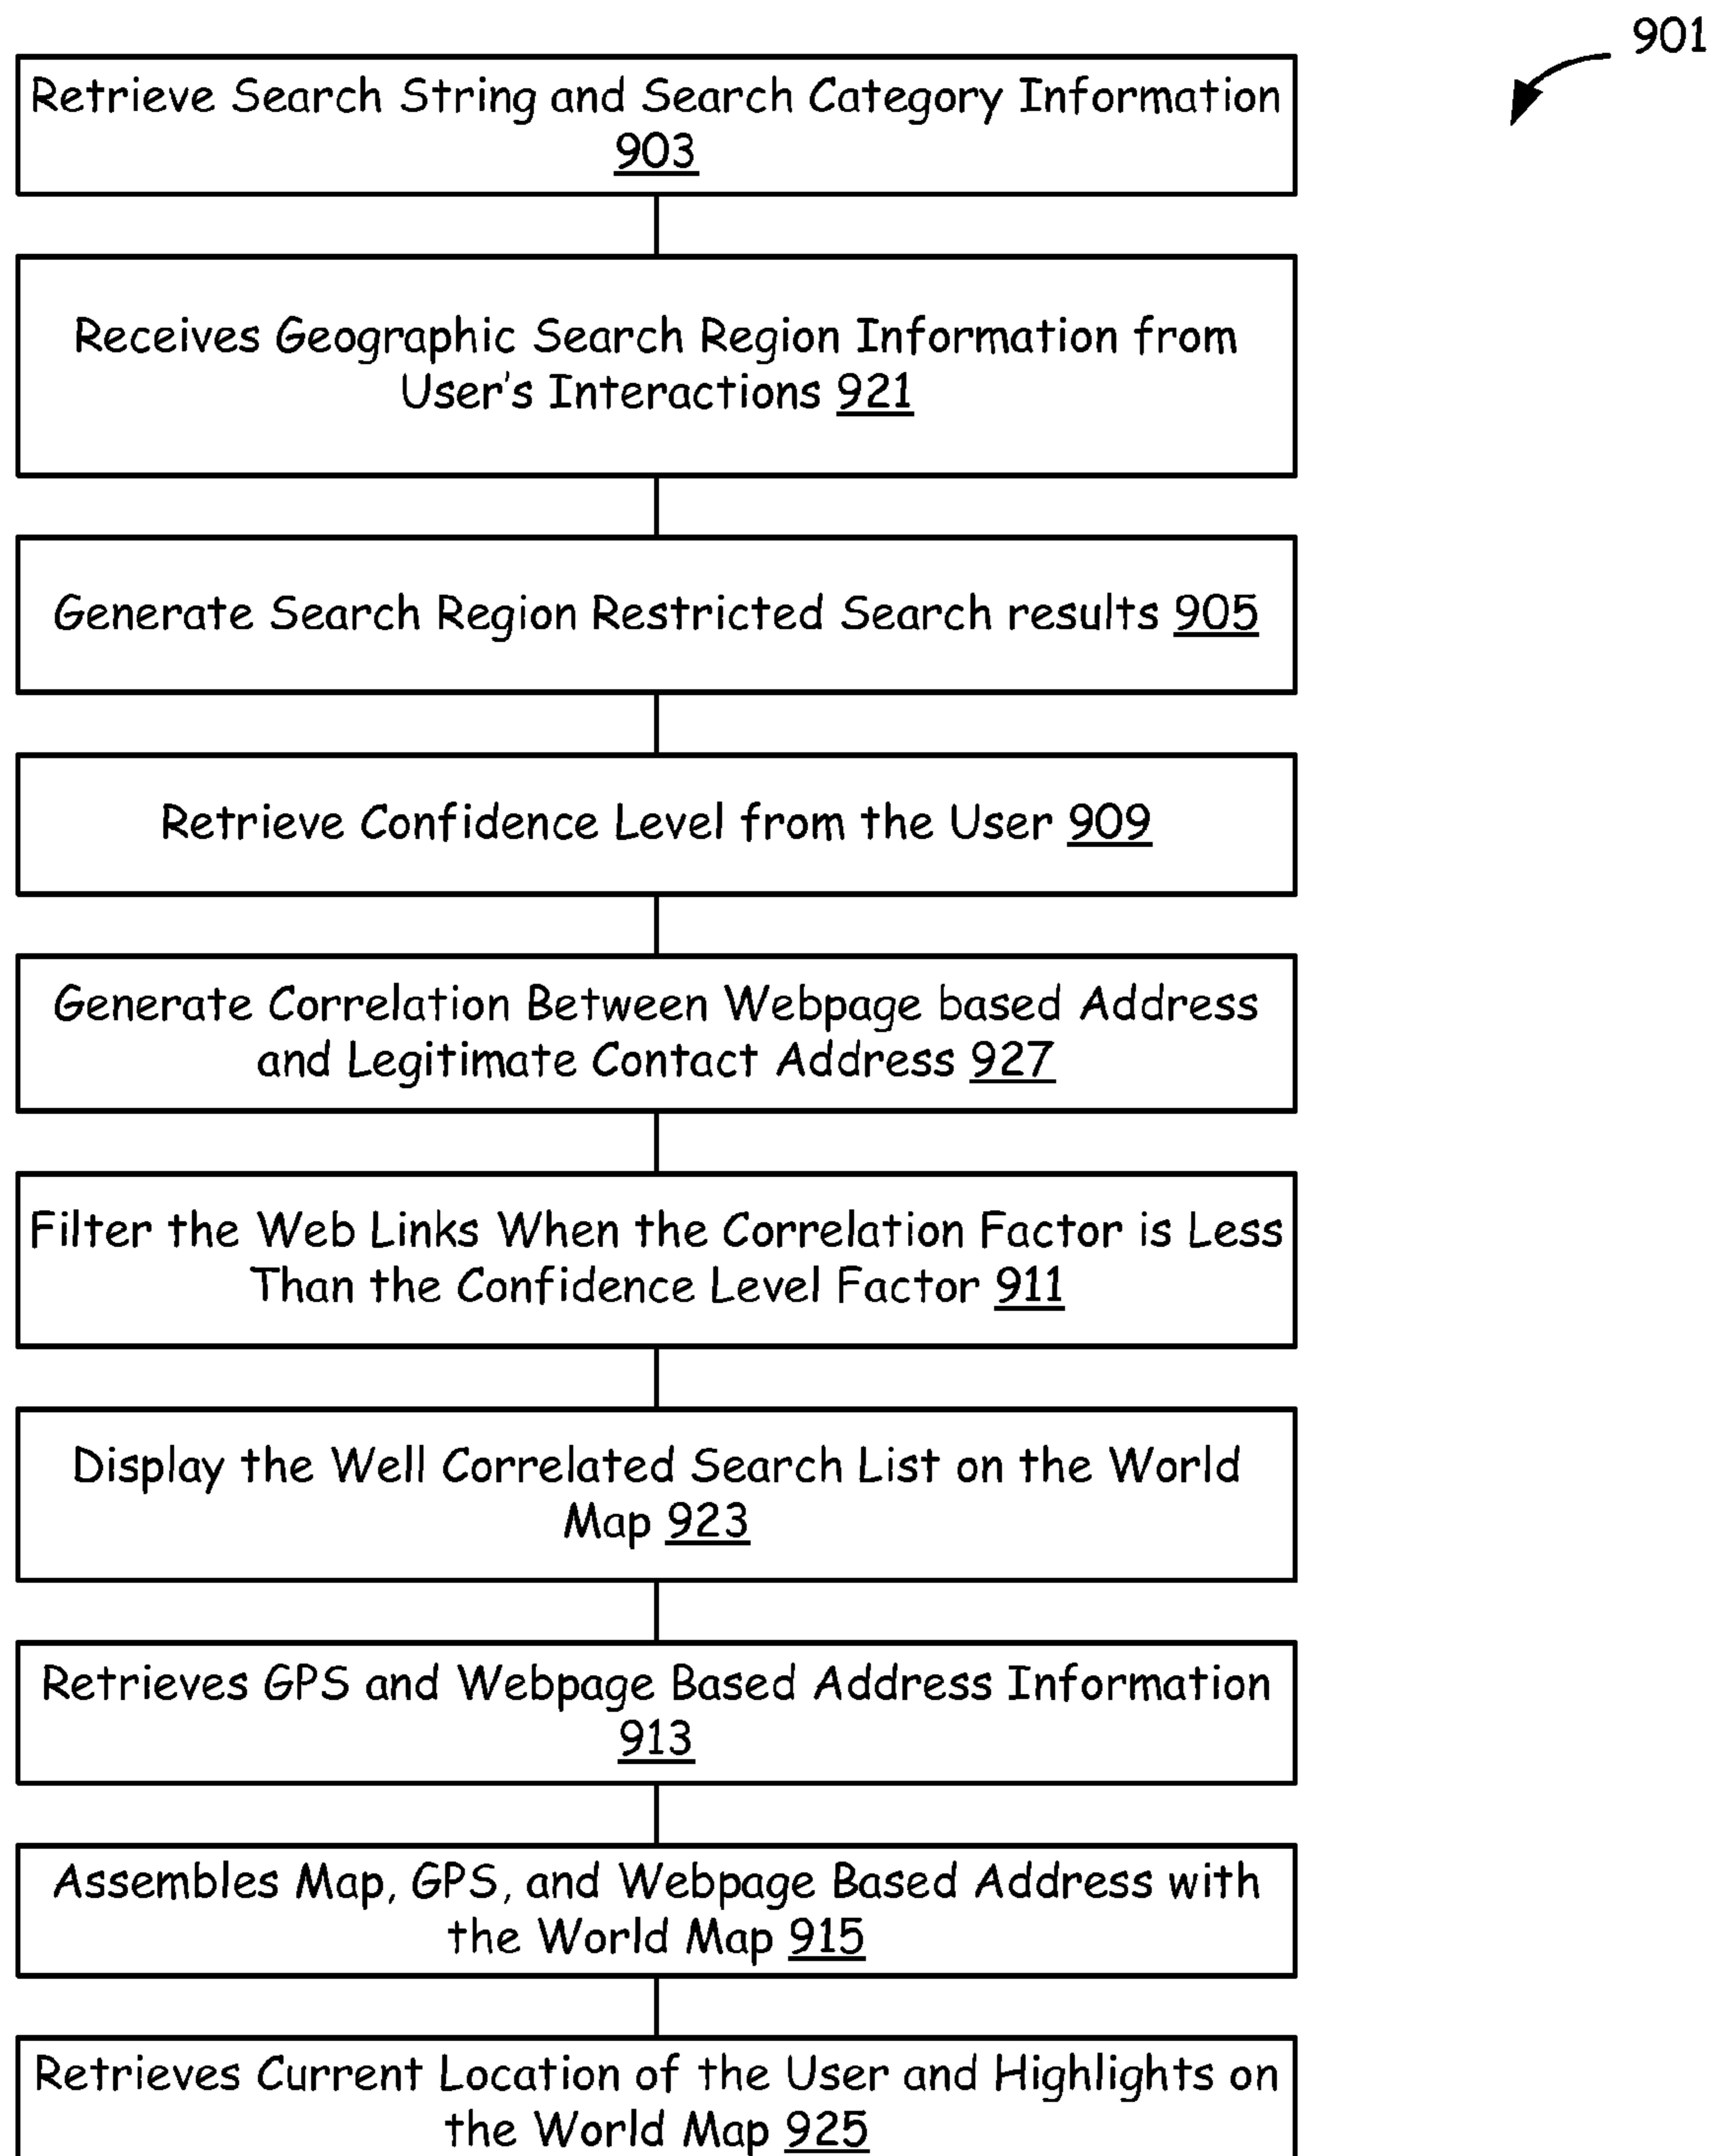 901
Retrieve Search String and Search Category Information
903
Receives Geographic Search Region Information from
User's Interactions 921
Generate Search Region Restricted Search results 905
Retrieve Confidence Level from the User 909
Generate Correlation Between Webpage based Address
and Legitimate Contact Address 927
Filter the Web Links When the Correlation Factor is Less
Than the Confidence Level Factor 911
Display the Well Correlated Search List on the World
Map 923
Retrieves GPS and Webpage Based Address Information
913
Assembles Map, GPS, and Webpage Based Address with
the World Map 915
Retrieves Current Location of the User and Highlights on
the World Map 925